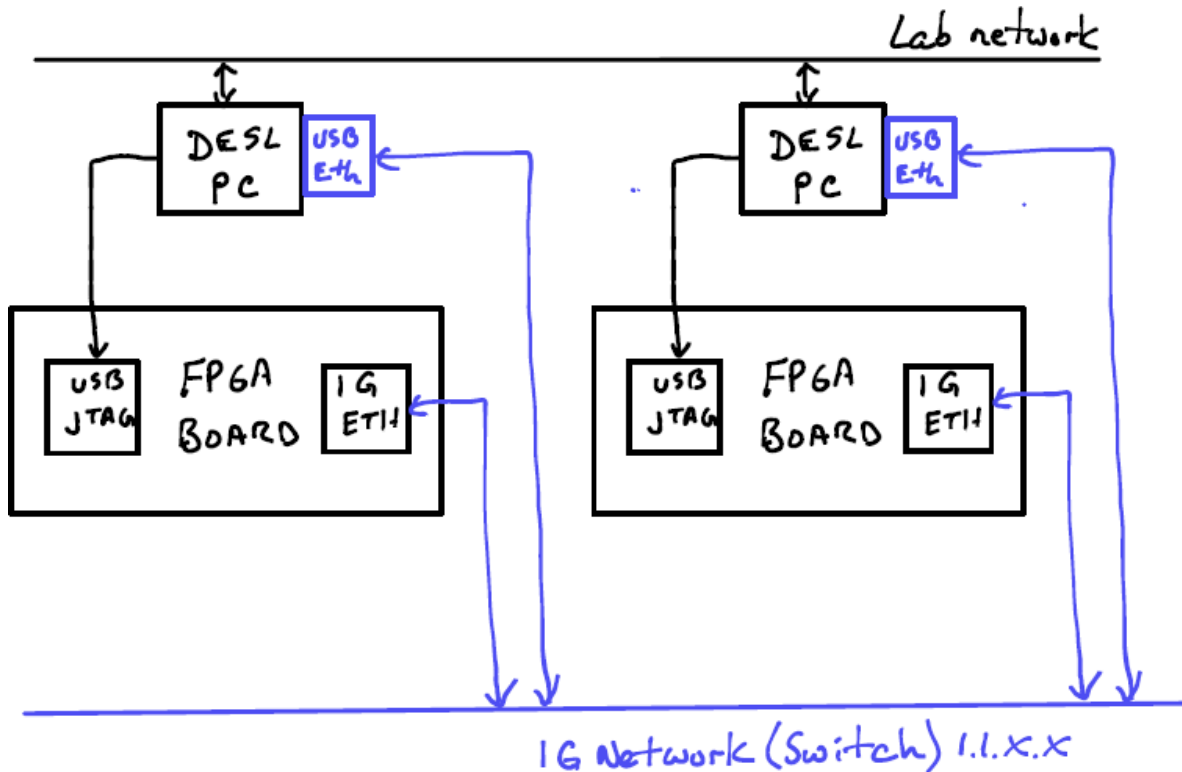 Lab network
DESL
PC
USB
Eth
DESL
PC
USB
Eth
USB
JTAG
FPGA
BOARD
1G
ETH
USB
JTAG
FPGA
BOARD
1G
ETH
1G Network (Switch) 1.1.X.X